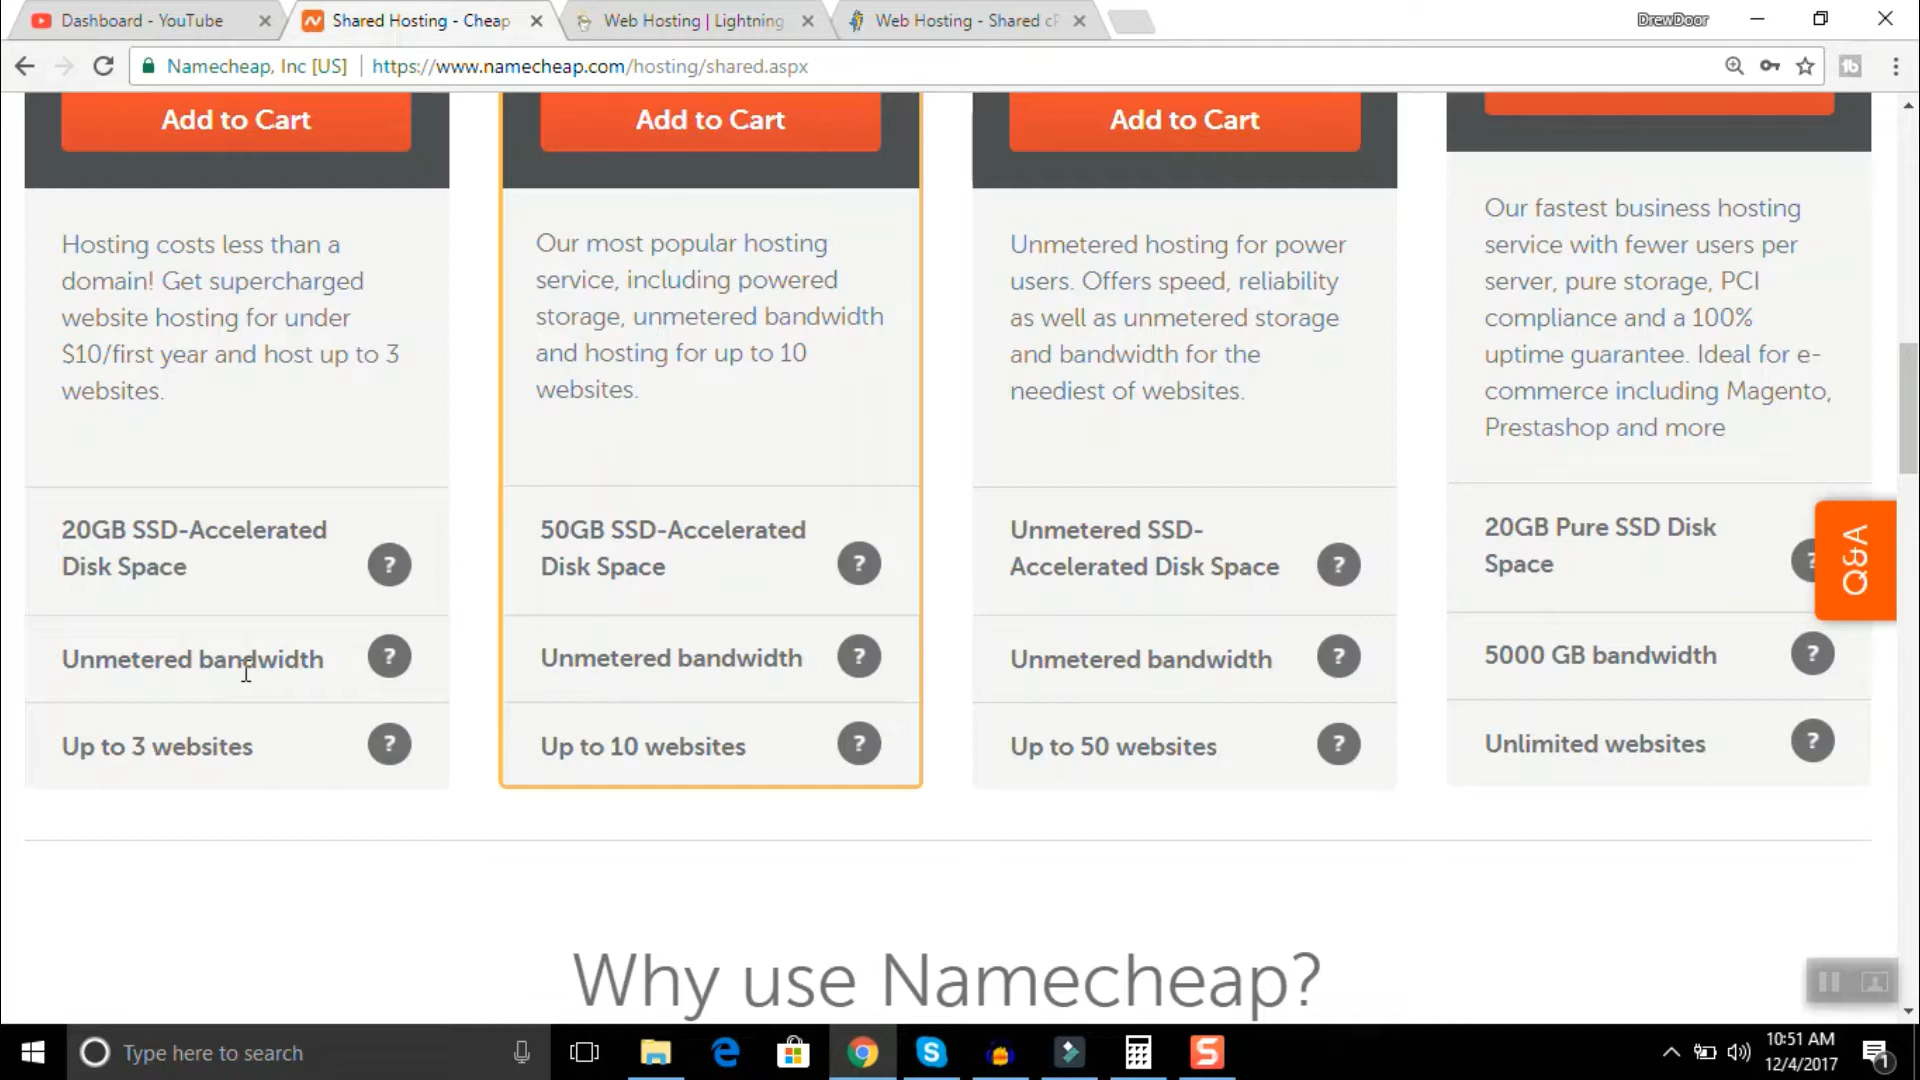 Dashboard - YouTube
Shared Hosting - Cheap
Web Hosting | Lightning
Web Hosting - Shared cP
DrewDoor
Namecheap, Inc [US]
https://www.namecheap.com/hosting/shared.aspx
Add to Cart
Add to Cart
Add to Cart
Hosting costs less than a
domain! Get supercharged
website hosting for under
$10/first year and host up to 3
websites.
20GB SSD-Accelerated
Disk Space
?
Unmetered bandwidth
?
Up to 3 websites
?
Our most popular hosting
service, including powered
storage, unmetered bandwidth
and hosting for up to 10
websites.
50GB SSD-Accelerated
Disk Space
?
Unmetered bandwidth
?
Up to 10 websites
?
Unmetered hosting for power
users. Offers speed, reliability
as well as unmetered storage
and bandwidth for the
neediest of websites.
Unmetered SSD-
Accelerated Disk Space
?
Unmetered bandwidth
?
Up to 50 websites
?
Our fastest business hosting
service with fewer users per
server, pure storage, PCI
compliance and a 100%
uptime guarantee. Ideal for e-
commerce including Magento,
Prestashop and more
20GB Pure SSD Disk
Space
?
5000 GB bandwidth
?
Unlimited websites
?
Q&A
Why use Namecheap?
Type here to search
10:51 AM
12/4/2017
1